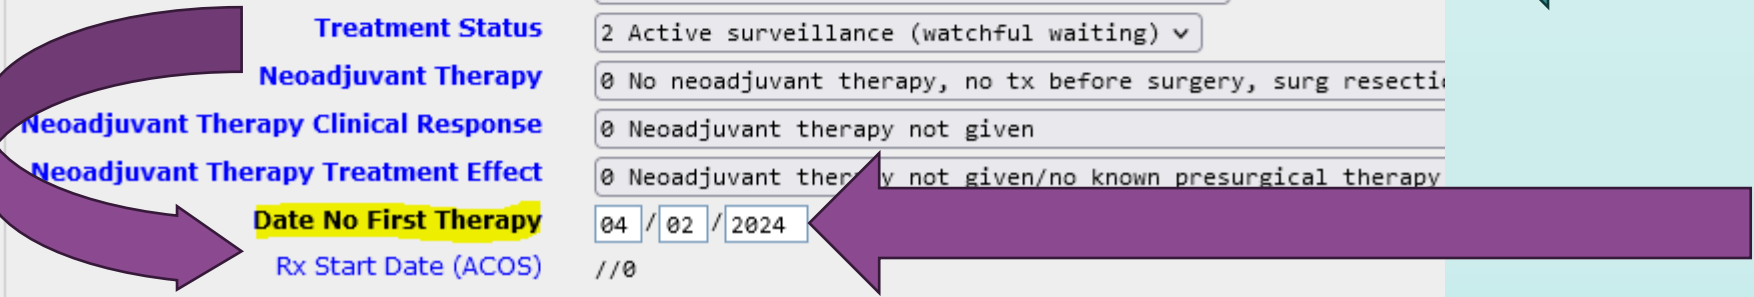 Treatment Status 2 Active surveillance (watchful waiting)
Neoadjuvant Therapy 0 No neoadjuvant therapy, no tx before surgery, surg
Neoadjuvant Therapy Clinical Response 0 Neoadjuvant therapy not given
Neoadjuvant Therapy Treatment Effect 0 Neoadjuvant not given/no known presurgical therapy
Date No First Therapy 04 / 02 / 2024
Rx Start Date (ACOS) //0